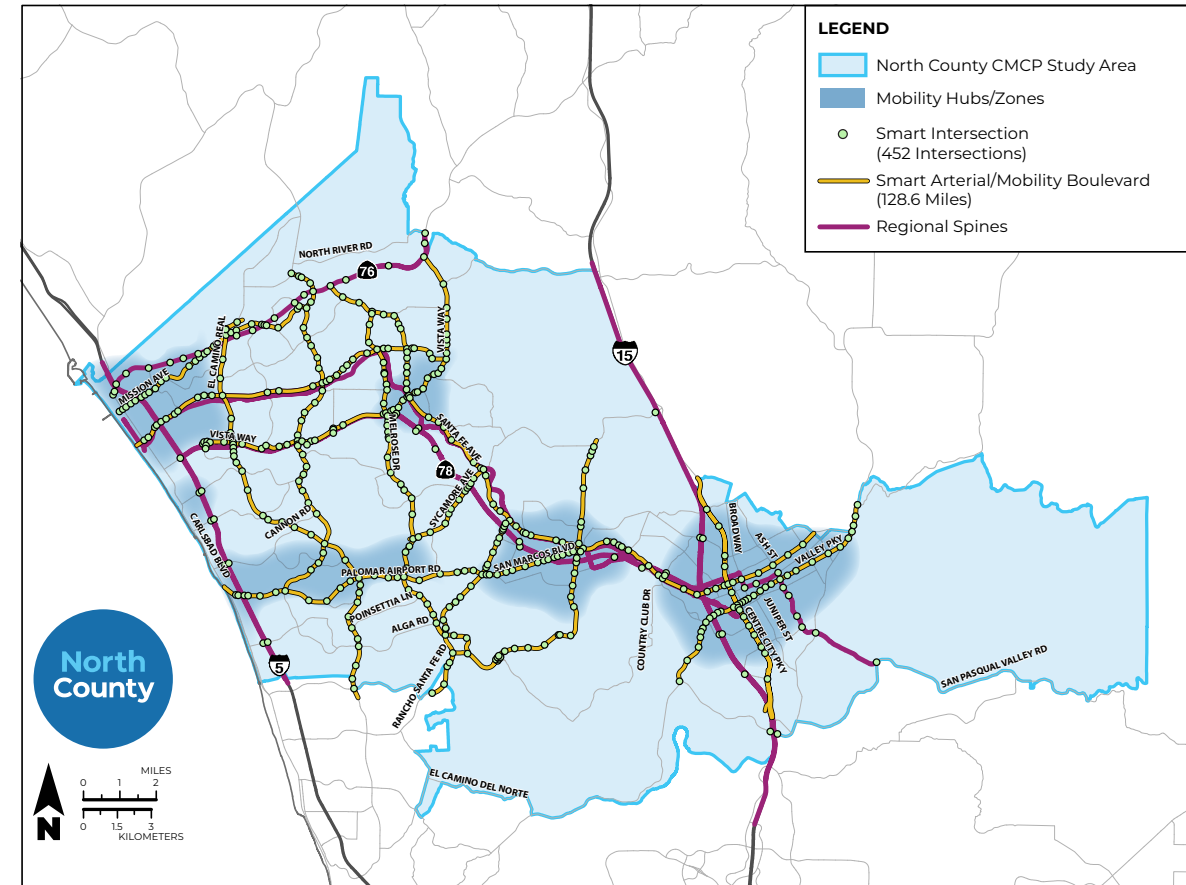 LEGEND
North County CMCP Study Area
Mobility Hubs/Zones
Smart Intersection
(452 Intersections)
Smart Arterial/Mobility Boulevard
(128.6 Miles)
Regional Spines
NORTH RIVER RD
76
EL CAMINO REAL
VISTA WAY
15
MISSION AVE
VISTA WAY
MELROSE DR
SANTA FE AVE
78
SYCAMORE AVE
BROADWAY
ASH ST
VALLEY PKY
CARLSBAD BLVD
CANNON RD
SAN MARCOS BLVD
PALOMAR AIRPORT RD
POINSETTIA LN
ALGA RD
COUNTRY CLUB DR
JUNIPER ST
CENTRE CITY PKY
RANCHO SANTA FE RD
SAN PASQUAL VALLEY RD
5
EL CAMINO DEL NORTE
North
County
MILES
0 1 2
0 1.5 3
KILOMETERS
N